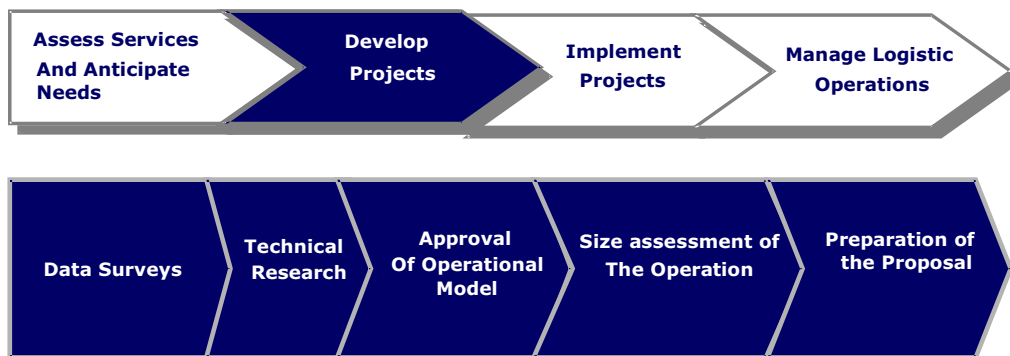 Assess Services
And Anticipate
Needs
Develop
Projects
Implement
Projects
Manage Logistic
Operations
Data Surveys
Technical
Research
Approval
Of Operational
Model
Size assessment of
The Operation
Preparation of
the Proposal